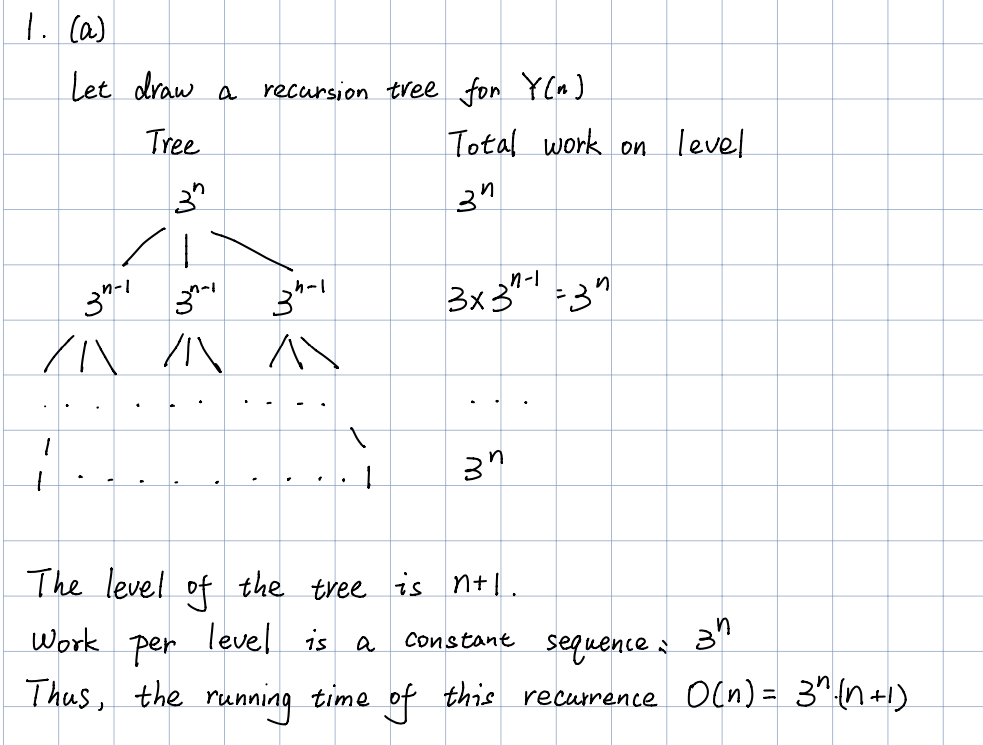 1. (a)
Let draw a recursion tree for Y(n)
Tree Total work on level
3^n 3^n
3^{n-1} 3^{n-1} 3^{n-1} 3×3^{n-1} = 3^n
. . . . . . . . . . . . .
1 . . . . . . . . . . 1 3^n
The level of the tree is n+1.
Work per level is a constant sequence: 3^n
Thus, the running time of this recurrence O(n) = 3^n·(n+1)